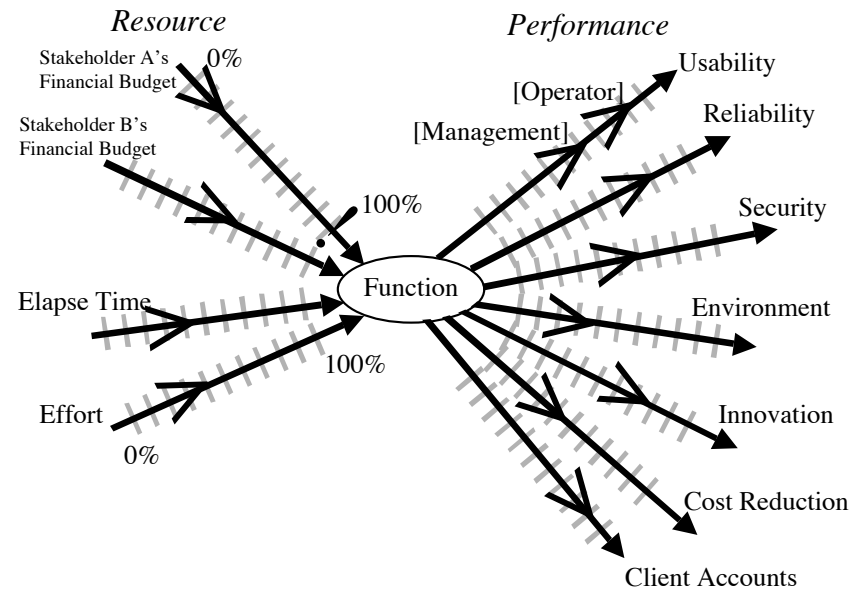 Resource
Performance
Stakeholder A's
Financial Budget
0%
Usability
[Operator]
Reliability
Stakeholder B's
Financial Budget
[Management]
100%
Security
Function
Elapse Time
Environment
100%
Effort
Innovation
0%
Cost Reduction
Client Accounts